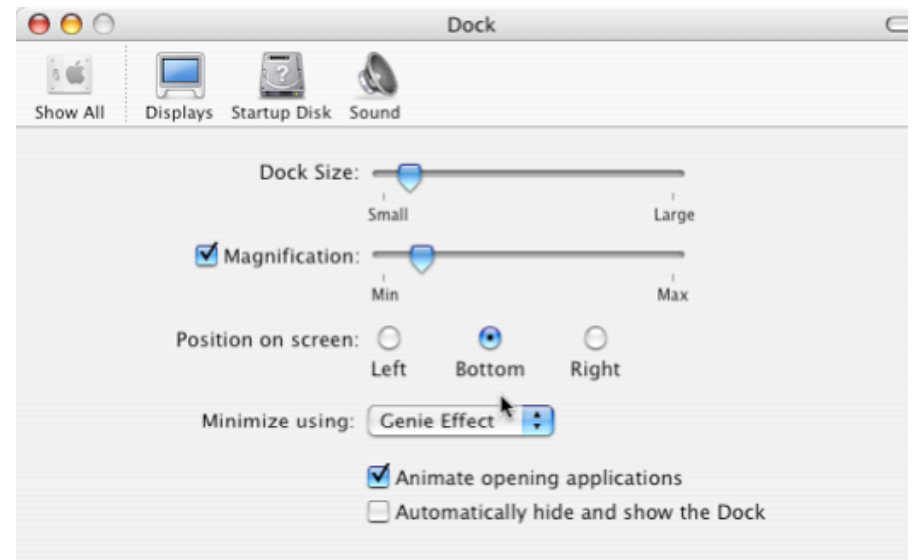 Dock
Show All Displays Startup Disk Sound
Dock Size:
Small Large
Magnification:
Min Max
Position on screen:
Left Bottom Right
Minimize using: Genie Effect
Animate opening applications
Automatically hide and show the Dock